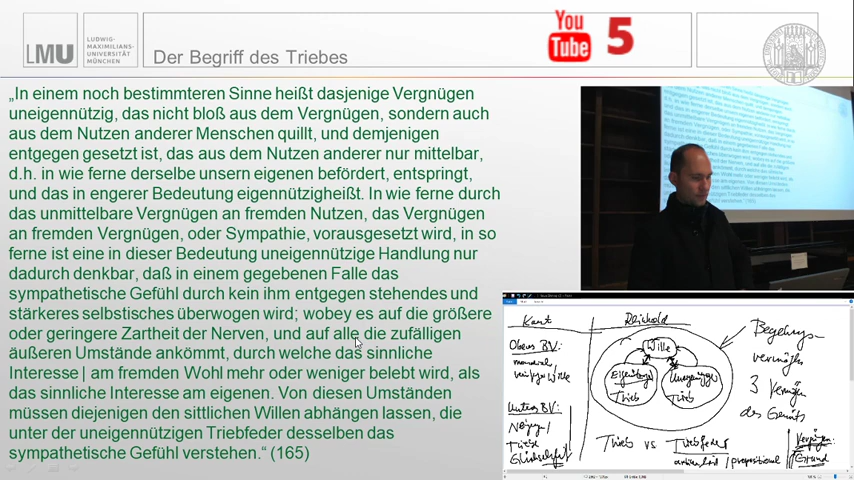 LMU
LUDWIG-
MAXIMILIANS-
UNIVERSITÄT
MÜNCHEN
Der Begriff des Triebes
You
Tube
5
„In einem noch bestimmteren Sinne heißt dasjenige Vergnügen
uneigennützig, das nicht bloß aus dem Vergnügen, sondern auch
aus dem Nutzen anderer Menschen quillt, und demjenigen
entgegen gesetzt ist, das aus dem Nutzen anderer nur mittelbar,
d.h. in wie ferne derselbe unsern eigenen befördert, entspringt,
und das in engerer Bedeutung eigennützigheißt. In wie ferne durch
das unmittelbare Vergnügen an fremden Nutzen, das Vergnügen
an fremden Vergnügen, oder Sympathie, vorausgesetzt wird, in so
ferne ist eine in dieser Bedeutung uneigennützige Handlung nur
dadurch denkbar, daß in einem gegebenen Falle das
sympathetische Gefühl durch kein ihm entgegen stehendes und
stärkeres selbstisches überwogen wird; wobey es auf die größere
oder geringere Zartheit der Nerven, und auf alle die zufälligen
äußeren Umstände ankömmt, durch welche das sinnliche
Interesse| am fremden Wohl mehr oder weniger belebt wird, als
das sinnliche Interesse am eigenen. Von diesen Umständen
müssen diejenigen den sittlichen Willen abhängen lassen, die
unter der uneigennützigen Triebfeder desselben das
sympathetische Gefühl verstehen.“ (165)
Kant
Reinhold
Oberes BV:
Wille
Trieb
Trieb
Unteres BV:
Trieb vs Triebfeder
Begehrungs-
vermögen
3 Vermögen
des Gemüts
Vergnügen:
Grund